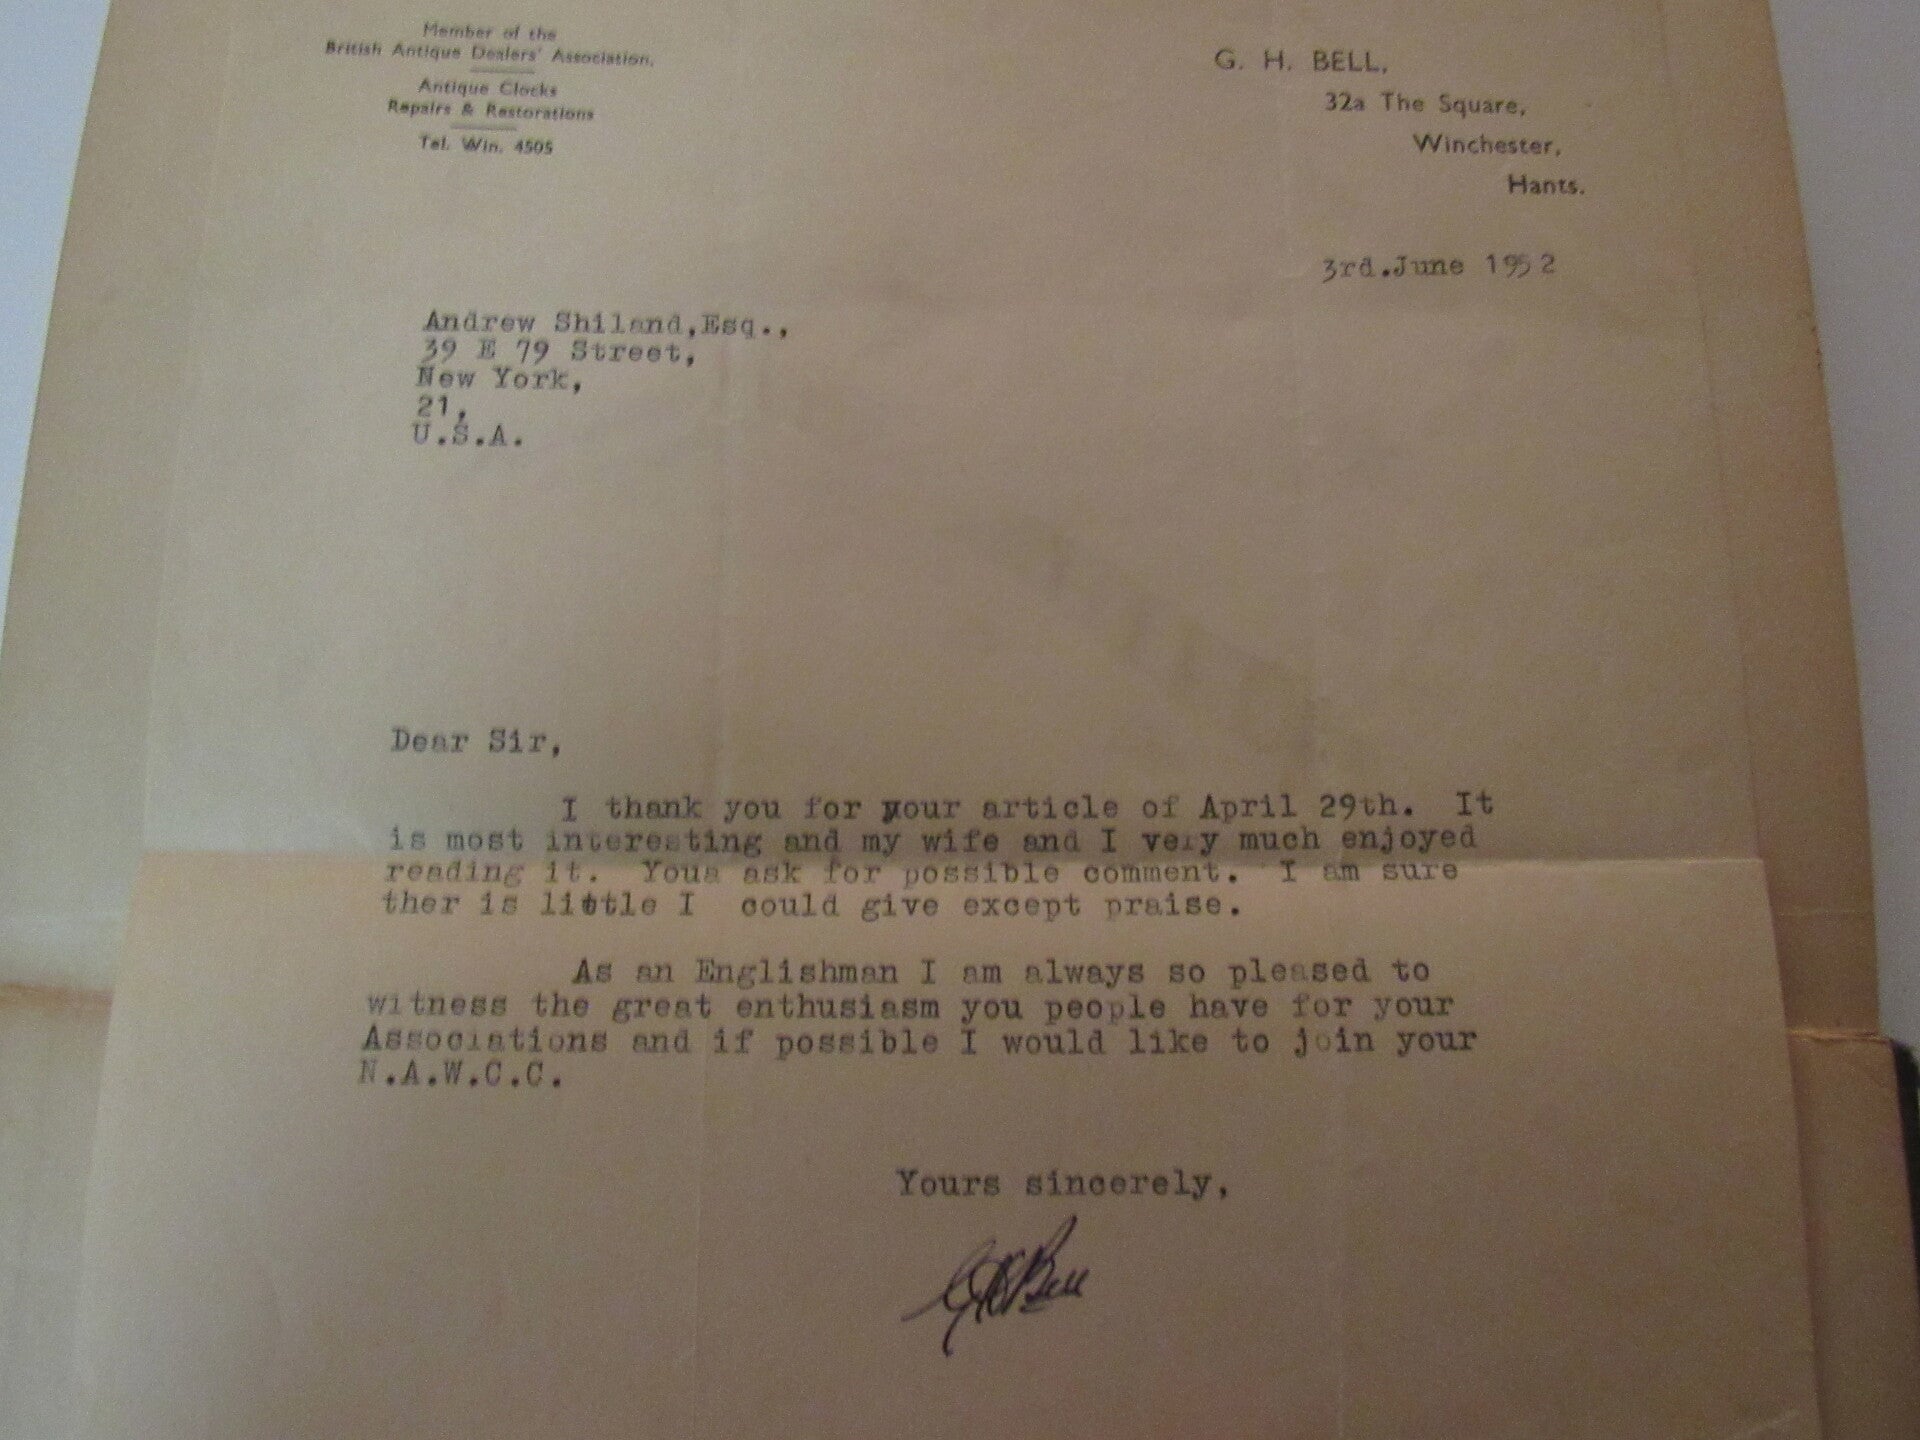 Member of the
British Antique Dealers' Association.
Antique Clocks
Repairs & Restorations
Tel. Win. 4505
G. H. BELL,
32a The Square,
Winchester,
Hants.
3rd.June 1952
Andrew Shiland,Esq.,
39 E 79 Street,
New York,
21,
U.S.A.
Dear Sir,
I thank you for your article of April 29th. It
is most interesting and my wife and I very much enjoyed
reading it. Youa ask for possible comment. I am sure
ther is little I could give except praise.
As an Englishman I am always so pleased to
witness the great enthusiasm you people have for your
Associations and if possible I would like to join your
N.A.W.C.C.
Yours sincerely,
G H Bell